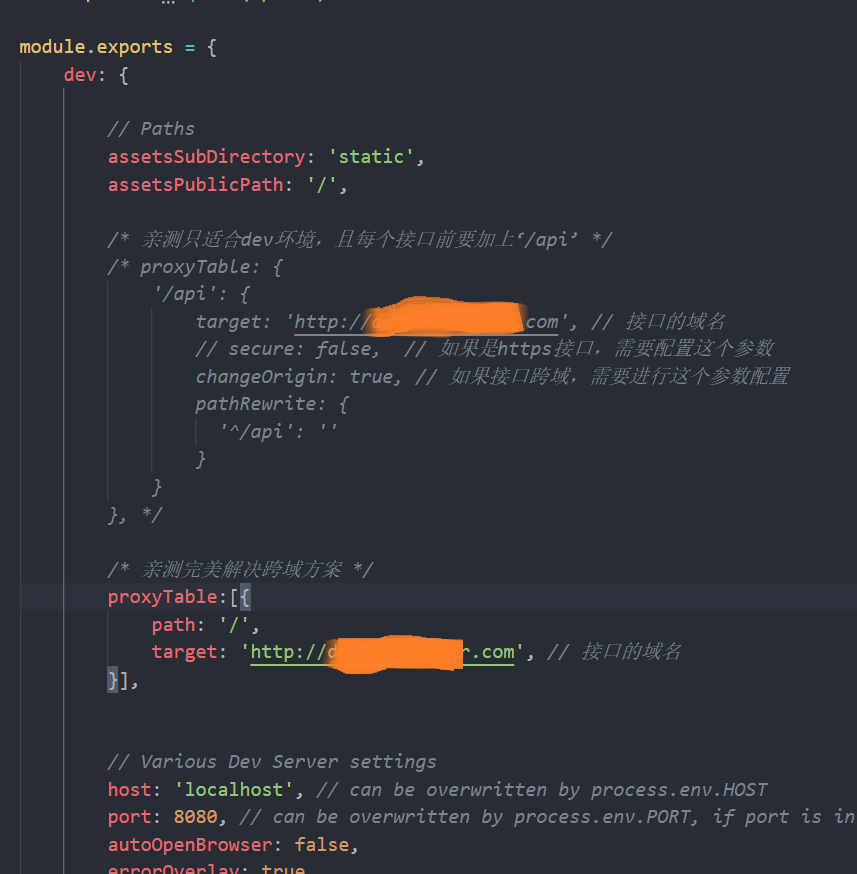 module.exports = {
dev: {
// Paths
assetsSubDirectory: 'static',
assetsPublicPath: '/',
/* 亲测只适合dev环境，且每个接口前要加上‘/api’ */
/* proxyTable: {
'/api': {
target: 'http:// com', // 接口的域名
// secure: false, // 如果是https接口，需要配置这个参数
changeOrigin: true, // 如果接口跨域，需要进行这个参数配置
pathRewrite: {
'^/api': ''
}
}
}, */
/* 亲测完美解决跨域方案 */
proxyTable:[{
path: '/',
target: 'http://d r.com', // 接口的域名
}],
// Various Dev Server settings
host: 'localhost', // can be overwritten by process.env.HOST
port: 8080, // can be overwritten by process.env.PORT, if port is in
autoOpenBrowser: false,
errorOverlay: true